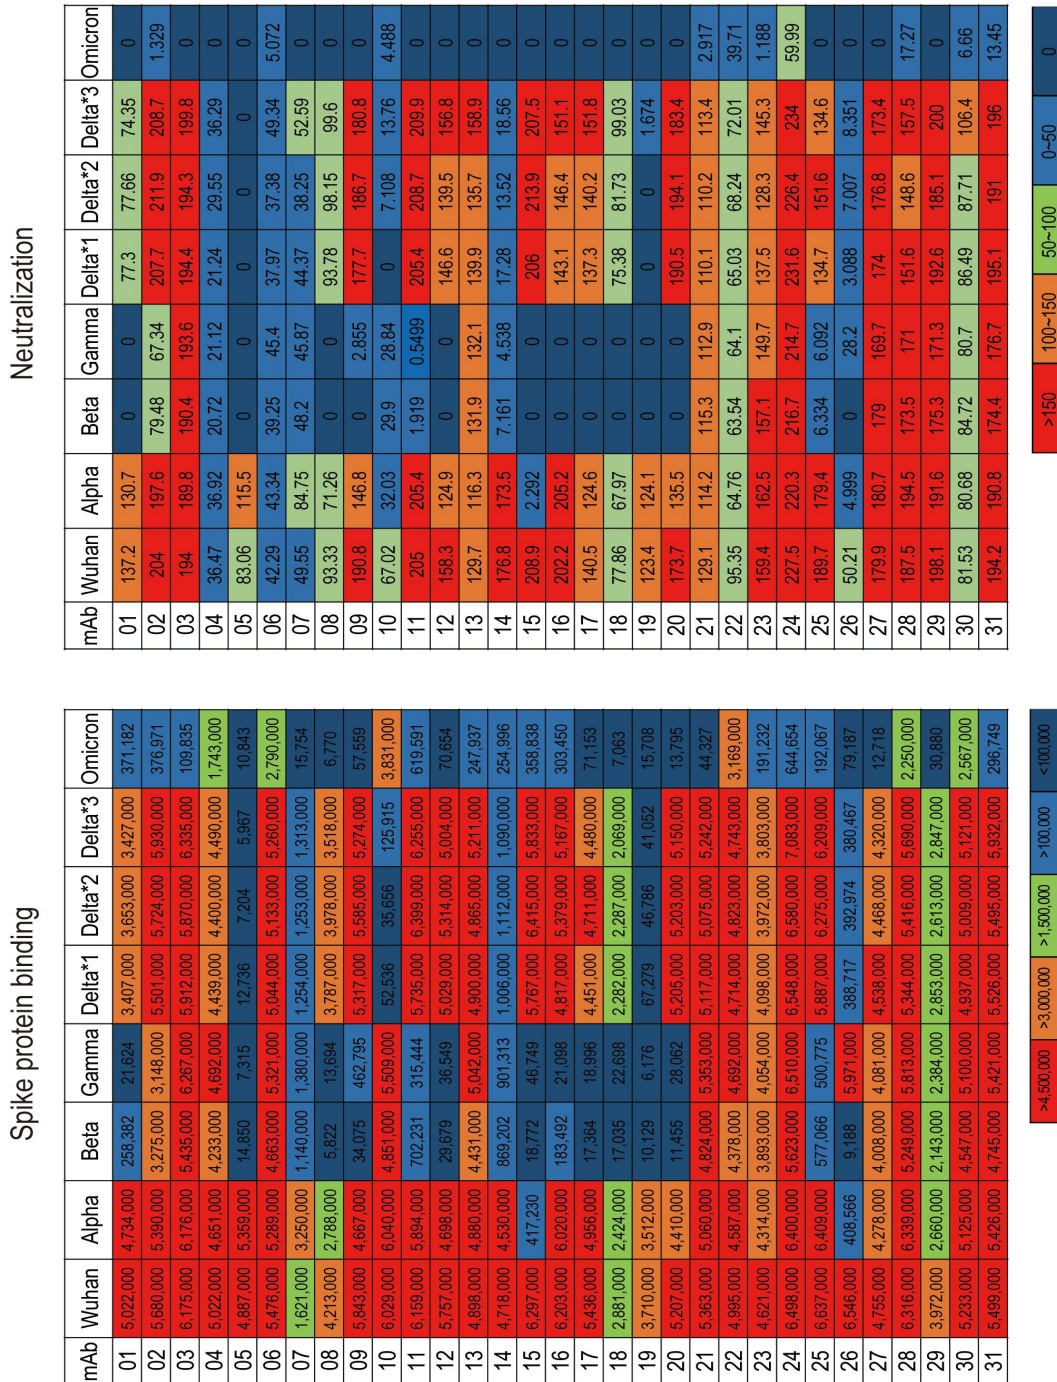 Spike protein binding
mAb Wuhan Alpha Beta Gamma Delta*1 Delta*2 Delta*3 Omicron
01 5,022,000 4,734,000 258,382 21,624 3,407,000 3,653,000 3,427,000 371,182
02 5,680,000 5,390,000 3,275,000 3,148,000 5,501,000 5,724,000 5,930,000 376,971
03 6,175,000 6,176,000 5,435,000 6,267,000 5,912,000 5,870,000 6,335,000 109,835
04 5,022,000 4,651,000 4,233,000 4,692,000 4,439,000 4,400,000 4,490,000 1,743,000
05 4,887,000 5,359,000 14,850 7,315 12,736 7,204 5,967 10,843
06 5,476,000 5,289,000 4,663,000 5,321,000 5,044,000 5,133,000 5,260,000 2,790,000
07 1,621,000 3,250,000 1,140,000 1,380,000 1,254,000 1,253,000 1,313,000 15,754
08 4,213,000 2,788,000 5,822 13,694 3,787,000 3,978,000 3,518,000 6,770
09 5,843,000 4,667,000 34,075 462,795 5,317,000 5,585,000 5,274,000 57,559
10 6,029,000 6,040,000 4,851,000 5,509,000 52,536 35,656 125,915 3,831,000
11 6,159,000 5,894,000 702,231 315,444 5,735,000 6,399,000 6,255,000 619,591
12 5,757,000 4,698,000 29,679 36,549 5,029,000 5,314,000 5,004,000 70,654
13 4,898,000 4,880,000 4,431,000 5,042,000 4,900,000 4,865,000 5,211,000 247,937
14 4,718,000 4,530,000 869,202 901,313 1,006,000 1,112,000 1,090,000 254,996
15 6,297,000 417,230 18,772 46,749 5,767,000 6,415,000 5,833,000 358,838
16 6,203,000 6,020,000 183,492 21,098 4,817,000 5,379,000 5,167,000 303,450
17 5,436,000 4,956,000 17,364 18,996 4,451,000 4,711,000 4,480,000 71,153
18 2,881,000 2,424,000 17,035 22,698 2,282,000 2,287,000 2,069,000 7,063
19 3,710,000 3,512,000 10,129 6,176 67,279 46,786 41,052 15,708
20 5,207,000 4,410,000 11,455 28,062 5,205,000 5,203,000 5,150,000 13,795
21 5,363,000 5,060,000 4,824,000 5,353,000 5,117,000 5,075,000 5,242,000 44,327
22 4,995,000 4,587,000 4,378,000 4,692,000 4,714,000 4,823,000 4,743,000 3,169,000
23 4,621,000 4,314,000 3,893,000 4,054,000 4,098,000 3,972,000 3,803,000 191,232
24 6,498,000 6,400,000 5,623,000 6,510,000 6,548,000 6,580,000 7,083,000 644,654
25 6,637,000 6,409,000 577,066 500,775 5,887,000 6,275,000 6,209,000 192,067
26 6,546,000 408,566 9,188 5,971,000 388,717 392,974 380,467 79,187
27 4,755,000 4,278,000 4,008,000 4,081,000 4,538,000 4,468,000 4,320,000 12,718
28 6,316,000 6,339,000 5,249,000 5,813,000 5,344,000 5,416,000 5,690,000 2,250,000
29 3,972,000 2,660,000 2,143,000 2,384,000 2,853,000 2,613,000 2,847,000 30,880
30 5,233,000 5,125,000 4,547,000 5,100,000 4,937,000 5,009,000 5,121,000 2,567,000
31 5,499,000 5,426,000 4,745,000 5,421,000 5,526,000 5,495,000 5,932,000 296,749
>4,500,000 >3,000,000 >1,500,000 >100,000 <100,000
Neutralization
mAb Wuhan Alpha Beta Gamma Delta*1 Delta*2 Delta*3 Omicron
01 137.2 130.7 0 0 77.3 77.66 74.35 0
02 204 197.6 79.48 67.34 207.7 211.9 208.7 1.329
03 194 189.8 190.4 193.6 194.4 194.3 199.8 0
04 36.47 36.92 20.72 21.12 21.24 29.55 36.29 0
05 83.06 115.5 0 0 0 0 0 0
06 42.29 43.34 39.25 45.4 37.97 37.38 49.34 5.072
07 49.55 84.75 48.2 45.87 44.37 38.25 52.59 0
08 93.33 71.26 0 0 93.78 98.15 99.6 0
09 190.8 146.8 0 2.855 177.7 186.7 180.8 0
10 67.02 32.03 29.9 28.84 0 7.108 13.76 4.488
11 205 205.4 1.919 0.5499 205.4 208.7 209.9 0
12 158.3 124.9 0 0 146.6 139.5 156.8 0
13 129.7 116.3 131.9 132.1 139.9 135.7 158.9 0
14 176.8 173.5 7.161 4.538 17.28 13.52 18.56 0
15 208.9 2.292 0 0 206 213.9 207.5 0
16 202.2 205.2 0 0 143.1 146.4 151.1 0
17 140.5 124.6 0 0 137.3 140.2 151.8 0
18 77.86 67.97 0 0 75.38 81.73 99.03 0
19 123.4 124.1 0 0 0 0 1.674 0
20 173.7 135.5 0 0 190.5 194.1 183.4 0
21 129.1 114.2 115.3 112.9 110.1 110.2 113.4 2.917
22 95.35 64.76 63.54 64.1 65.03 68.24 72.01 39.71
23 159.4 162.5 157.1 149.7 137.5 128.3 145.3 1.188
24 227.5 220.3 216.7 214.7 231.6 226.4 234 59.99
25 189.7 179.4 6.334 6.092 134.7 151.6 134.6 0
26 50.21 4.999 0 28.2 3.088 7.007 8.351 0
27 179.9 180.7 179 169.7 174 176.8 173.4 0
28 187.5 194.5 173.5 171 151.6 148.6 157.5 17.27
29 198.1 191.6 175.3 171.3 192.6 185.1 200 0
30 81.53 80.68 84.72 80.7 86.49 87.71 106.4 6.66
31 194.2 190.8 174.4 176.7 195.1 191 196 13.45
>150 100~150 50~100 0~50 0